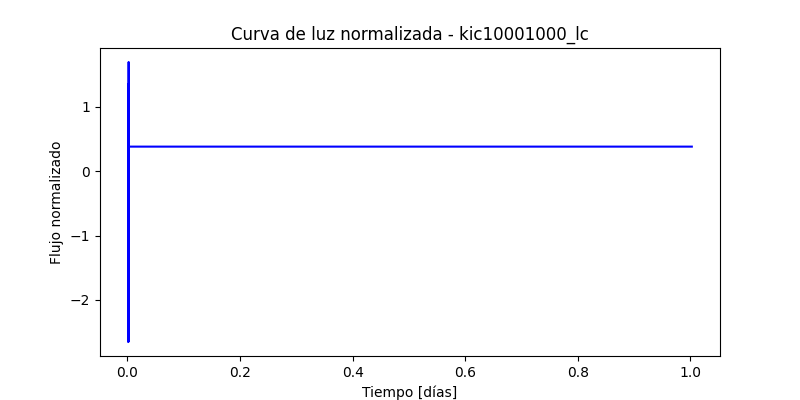 Curva de luz normalizada - kic10001000_lc
1
0
−1
−2
Flujo normalizado
0.0 0.2 0.4 0.6 0.8 1.0
Tiempo [días]